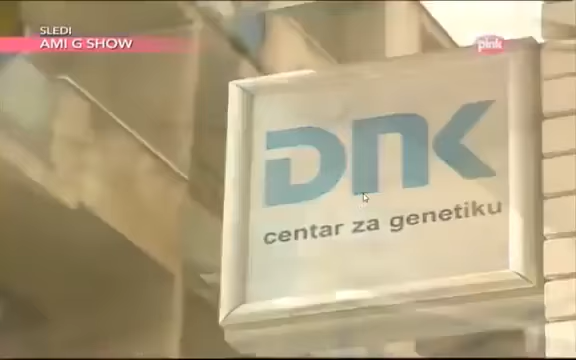 SLEDI
AMI G SHOW
pink
DNK
centar za genetiku